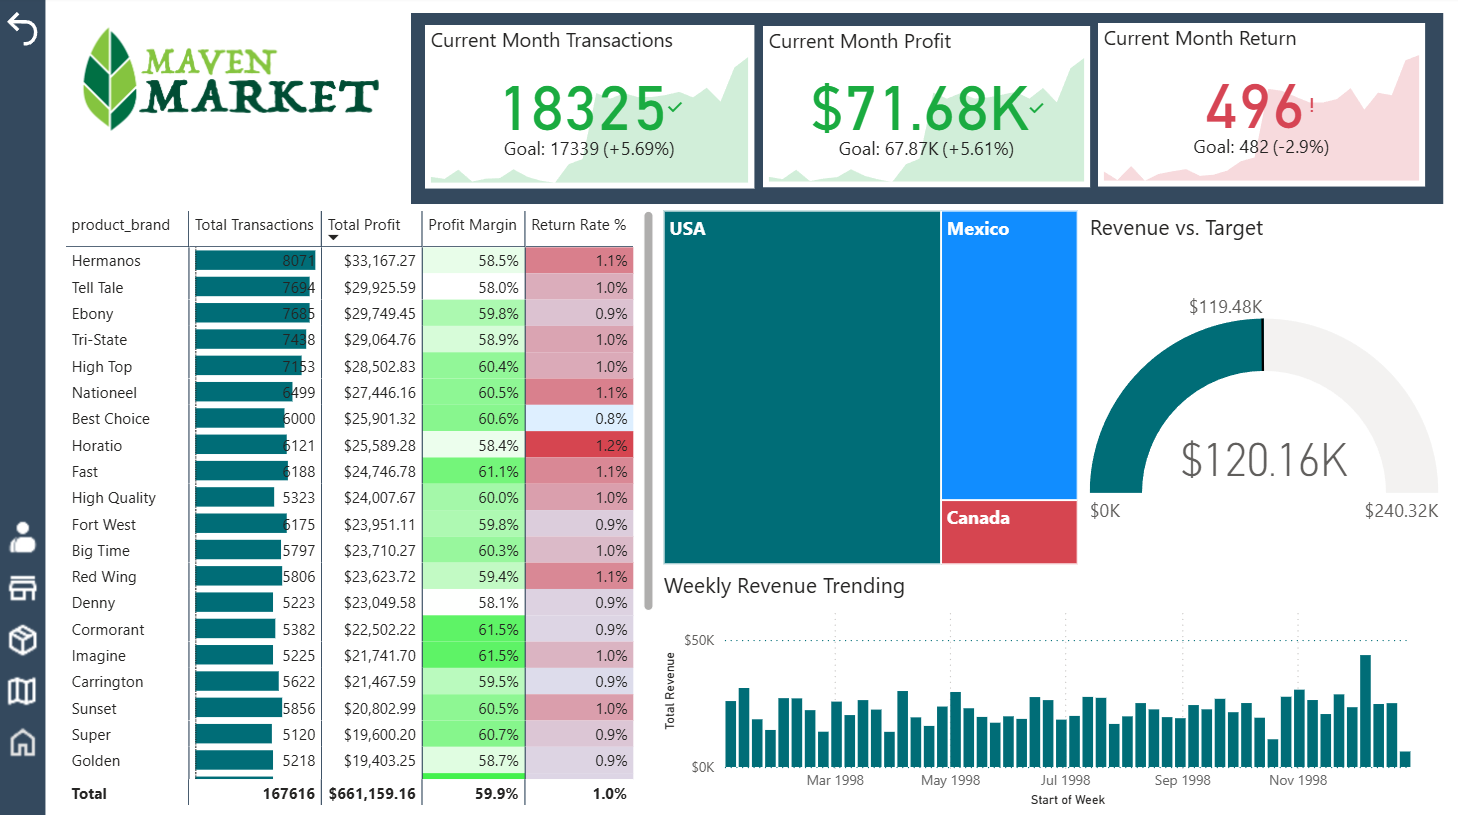 MAVEN
MARKET
Current Month Transactions
18325
Goal: 17339 (+5.69%)
Current Month Profit
$71.68K
Goal: 67.87K (+5.61%)
Current Month Return
496!
Goal: 482 (-2.9%)
product_brand Total Transactions Total Profit Profit Margin Return Rate %
Hermanos 8071 $33,167.27 58.5% 1.1%
Tell Tale 7694 $29,925.59 58.0% 1.0%
Ebony 7685 $29,749.45 59.8% 0.9%
Tri-State 7438 $29,064.76 58.9% 1.0%
High Top 7153 $28,502.83 60.4% 1.0%
Nationeel 6499 $27,446.16 60.5% 1.1%
Best Choice 6000 $25,901.32 60.6% 0.8%
Horatio 6121 $25,589.28 58.4% 1.2%
Fast 6188 $24,746.78 61.1% 1.1%
High Quality 5323 $24,007.67 60.0% 1.0%
Fort West 6175 $23,951.11 59.8% 0.9%
Big Time 5797 $23,710.27 60.3% 1.0%
Red Wing 5806 $23,623.72 59.4% 1.1%
Denny 5223 $23,049.58 58.1% 0.9%
Cormorant 5382 $22,502.22 61.5% 0.9%
Imagine 5225 $21,741.70 61.5% 1.0%
Carrington 5622 $21,467.59 59.5% 0.9%
Sunset 5856 $20,802.99 60.5% 1.0%
Super 5120 $19,600.20 60.7% 0.9%
Golden 5218 $19,403.25 58.7% 0.9%
Total 167616 $661,159.16 59.9% 1.0%
USA
Mexico
Canada
Revenue vs. Target
$119.48K
$120.16K
$0K $240.32K
Weekly Revenue Trending
Total Revenue
$50K
$0K
Mar 1998 May 1998 Jul 1998 Sep 1998 Nov 1998
Start of Week